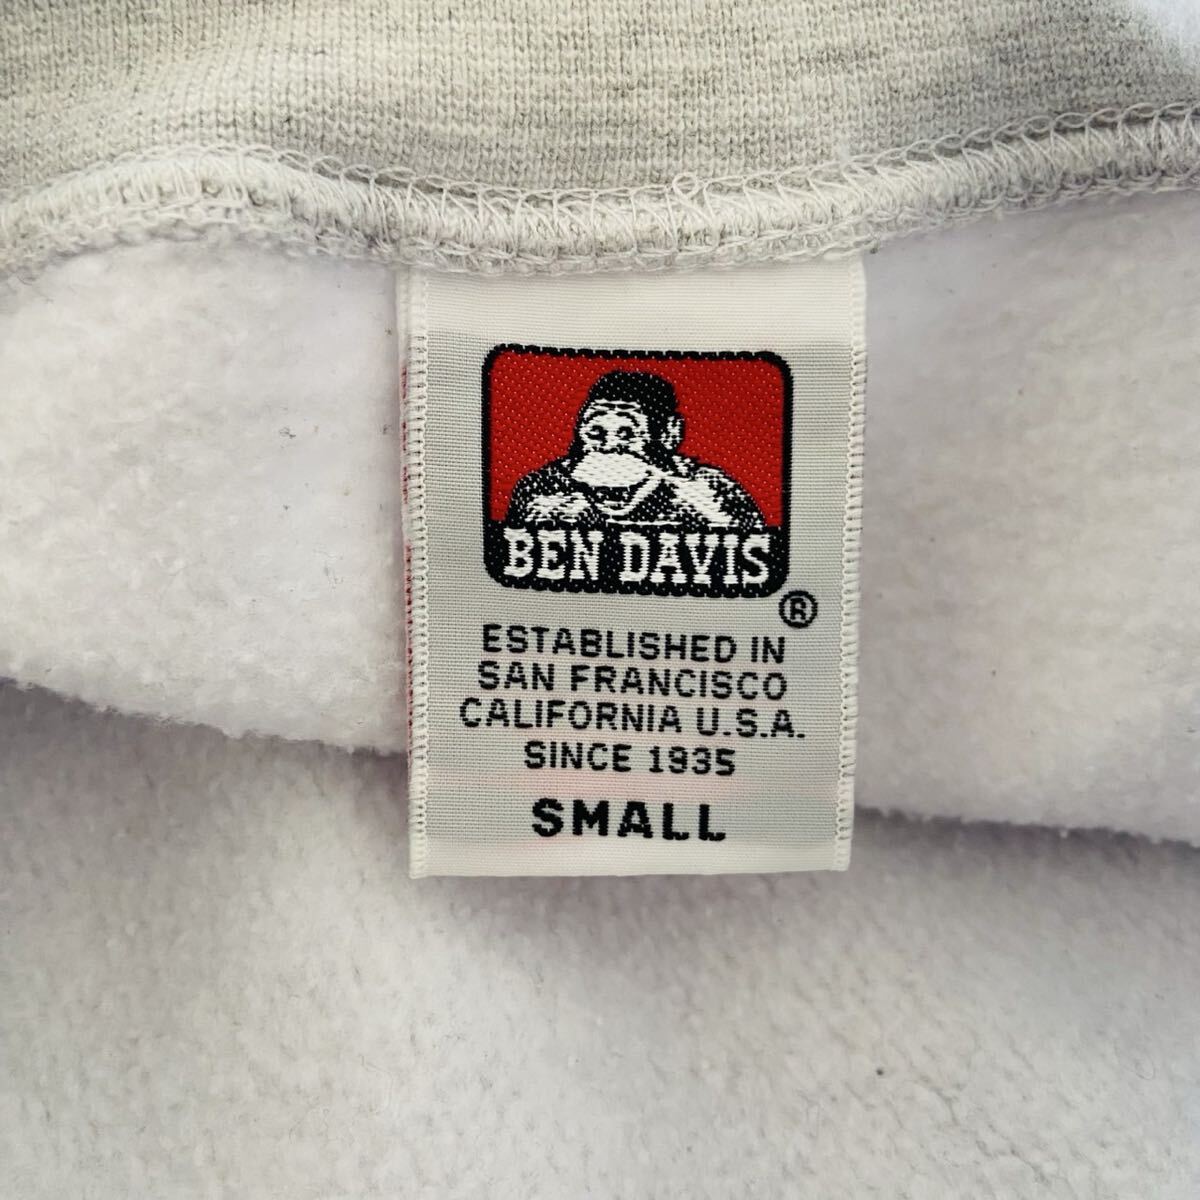 BEN DAVIS
®
ESTABLISHED IN
SAN FRANCISCO
CALIFORNIA U.S.A.
SINCE 1935
SMALL